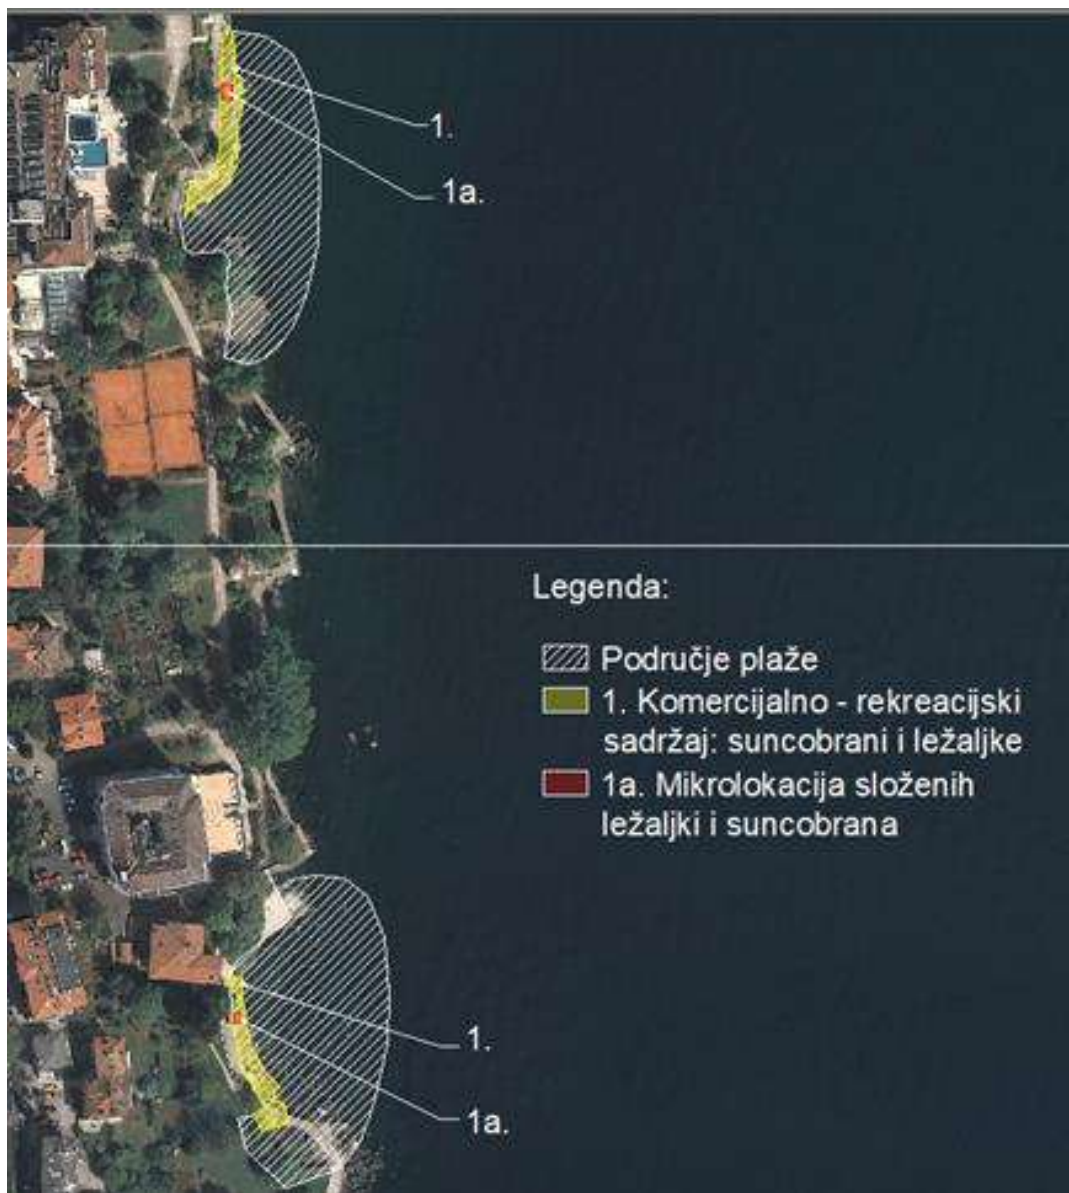 1.
1a.
Legenda:
Područje plaže
1. Komercijalno - rekreacijski
sadržaj: suncobrani i ležaljke
1a. Mikrolokacija složenih
ležaljki i suncobrana
1.
1a.